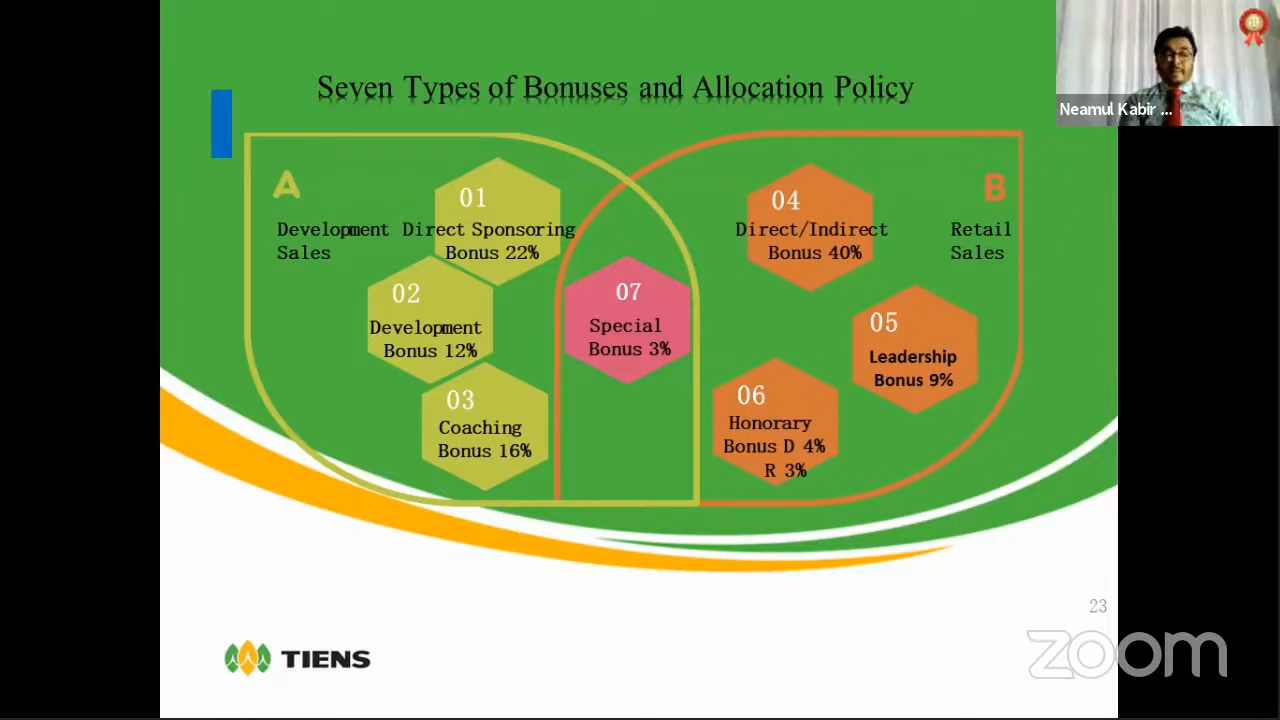 Seven Types of Bonuses and Allocation Policy
Neamul Kabir ...
A
Development
Sales
01
Direct Sponsoring
Bonus 22%
02
Development
Bonus 12%
03
Coaching
Bonus 16%
07
Special
Bonus 3%
04
Direct/Indirect
Bonus 40%
B
Retail
Sales
05
Leadership
Bonus 9%
06
Honorary
Bonus D 4%
R 3%
23
TIENS
zoom